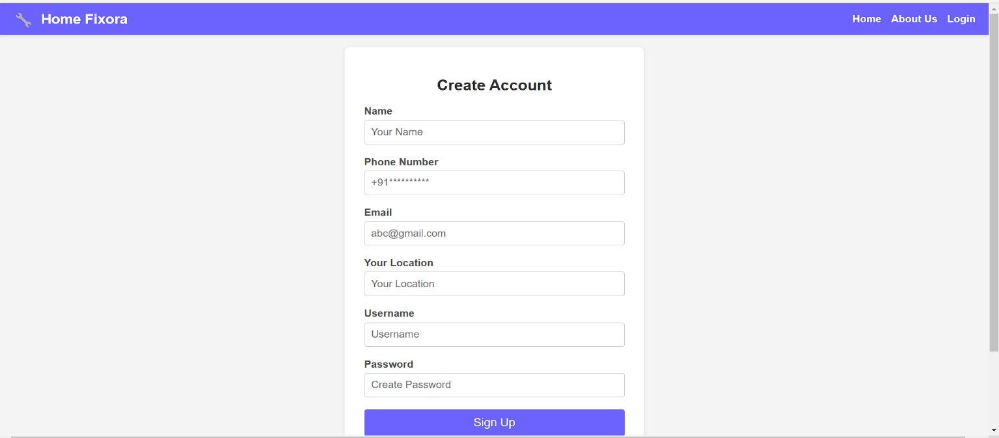 Home Fixora
Home About Us Login
Create Account
Name
Your Name
Phone Number
+91**********
Email
abc@gmail.com
Your Location
Your Location
Username
Username
Password
Create Password
Sign Up